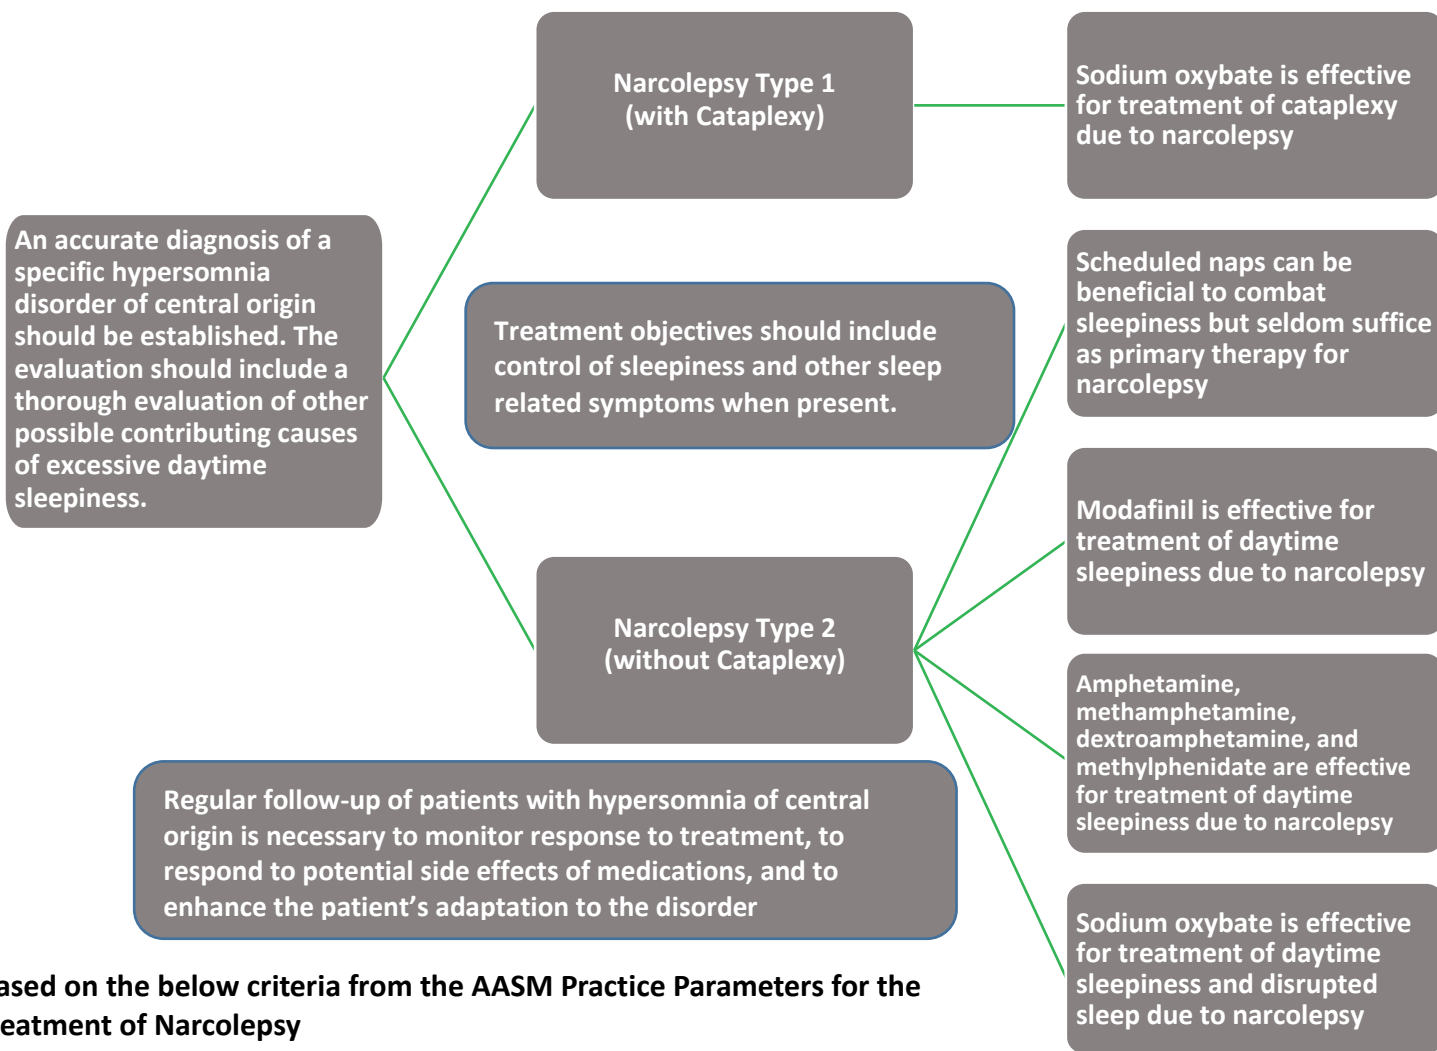 Narcolepsy Type 1
(with Cataplexy)
Sodium oxybate is effective
for treatment of cataplexy
due to narcolepsy
An accurate diagnosis of a
specific hypersomnia
disorder of central origin
should be established. The
evaluation should include a
thorough evaluation of other
possible contributing causes
of excessive daytime
sleepiness.
Treatment objectives should include
control of sleepiness and other sleep
related symptoms when present.
Scheduled naps can be
beneficial to combat
sleepiness but seldom suffice
as primary therapy for
narcolepsy
Modafinil is effective for
treatment of daytime
sleepiness due to narcolepsy
Narcolepsy Type 2
(without Cataplexy)
Amphetamine,
methamphetamine,
dextroamphetamine, and
methylphenidate are effective
for treatment of daytime
sleepiness due to narcolepsy
Regular follow-up of patients with hypersomnia of central
origin is necessary to monitor response to treatment, to
respond to potential side effects of medications, and to
enhance the patient’s adaptation to the disorder
Sodium oxybate is effective
for treatment of daytime
sleepiness and disrupted
sleep due to narcolepsy
ased on the below criteria from the AASM Practice Parameters for the
eatment of Narcolepsy